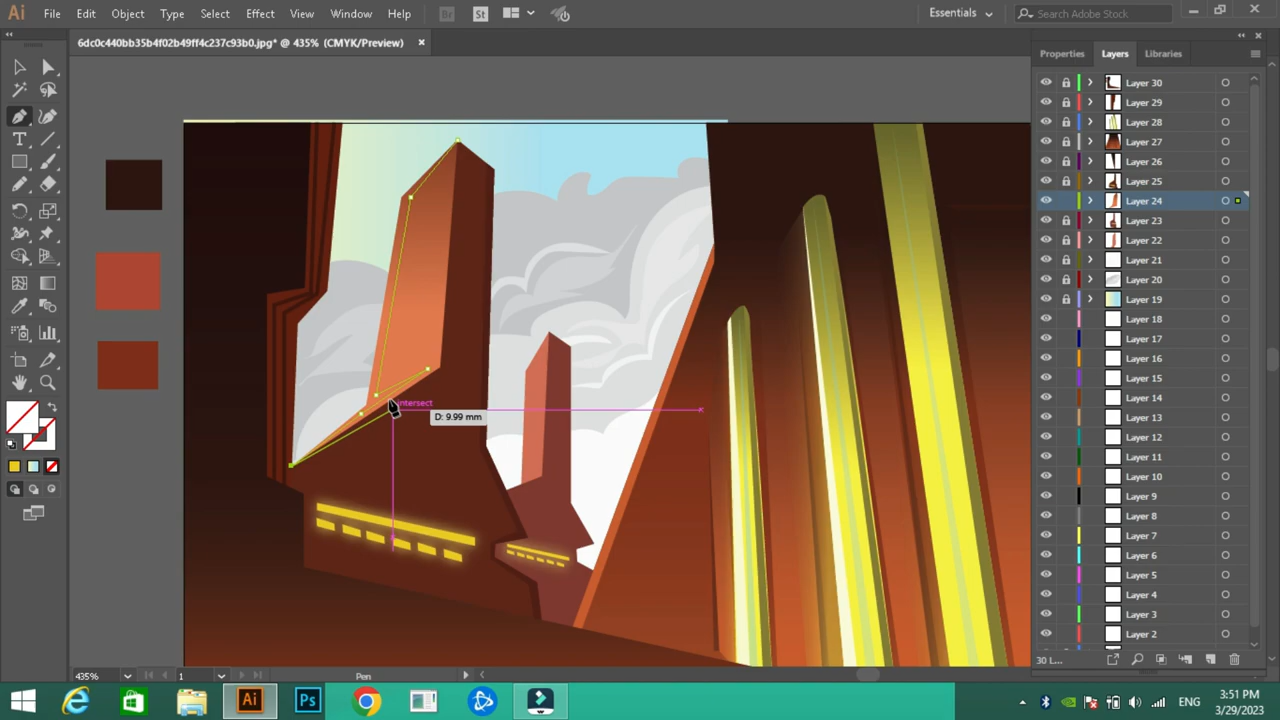 Ai File Edit Object Type Select Effect View Window Help Br St Essentials Search Adobe Stock
6dc0c440bb35b4f02b49ff4c237c93b0.jpg* @ 435% (CMYK/Preview)
Properties Layers Libraries
Layer 30
Layer 29
Layer 28
Layer 27
Layer 26
Layer 25
Layer 24
Layer 23
Layer 22
Layer 21
Layer 20
Layer 19
Layer 18
Layer 17
Layer 16
Layer 15
Layer 14
Layer 13
Layer 12
Layer 11
Layer 10
Layer 9
Layer 8
Layer 7
Layer 6
Layer 5
Layer 4
Layer 3
Layer 2
intersect
D: 9.99 mm
30 L...
435% 1 Pen
Ai Ps ENG
3:51 PM
3/29/2023